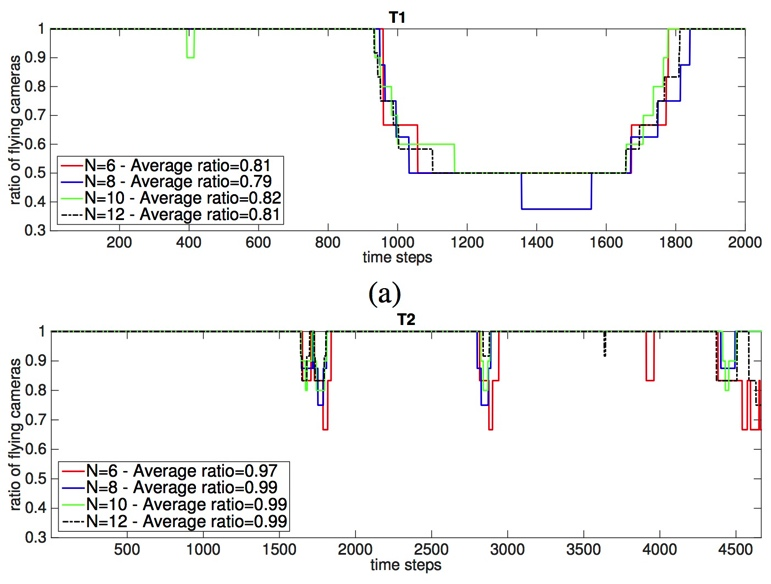 T1
1
0.9
0.8
0.7
0.6
0.5
0.4
0.3
ratio of flying cameras
N=6 - Average ratio=0.81
N=8 - Average ratio=0.79
N=10 - Average ratio=0.82
N=12 - Average ratio=0.81
200 400 600 800 1000 1200 1400 1600 1800 2000
time steps
(a)
T2
1
0.9
0.8
0.7
0.6
0.5
0.4
0.3
ratio of flying cameras
N=6 - Average ratio=0.97
N=8 - Average ratio=0.99
N=10 - Average ratio=0.99
N=12 - Average ratio=0.99
500 1000 1500 2000 2500 3000 3500 4000 4500
time steps